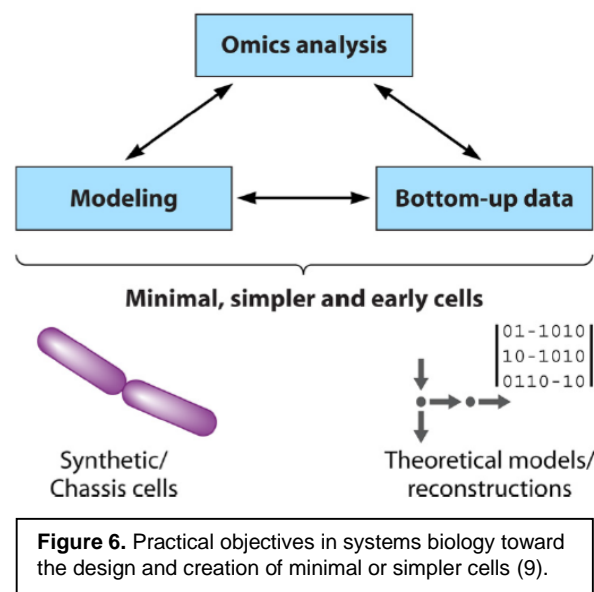 Omics analysis
Modeling
Bottom-up data
Minimal, simpler and early cells
01-1010
10-1010
0110-10
Synthetic/
Chassis cells
Theoretical models/
reconstructions
Figure 6. Practical objectives in systems biology toward
the design and creation of minimal or simpler cells (9).